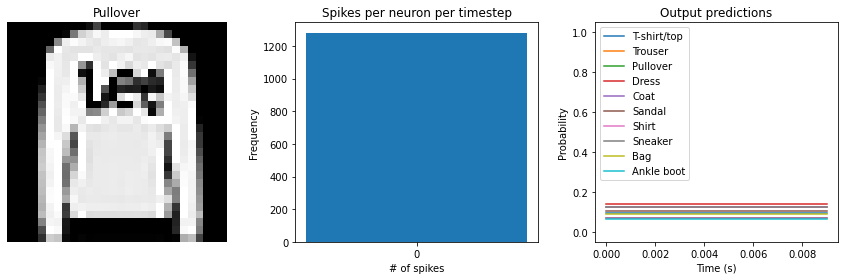 Pullover
Spikes per neuron per timestep
Output predictions
Frequency
1200
1000
800
600
400
200
0
0
# of spikes
Probability
1.0
0.8
0.6
0.4
0.2
0.0
T-shirt/top
Trouser
Pullover
Dress
Coat
Sandal
Shirt
Sneaker
Bag
Ankle boot
0.000 0.002 0.004 0.006 0.008
Time (s)